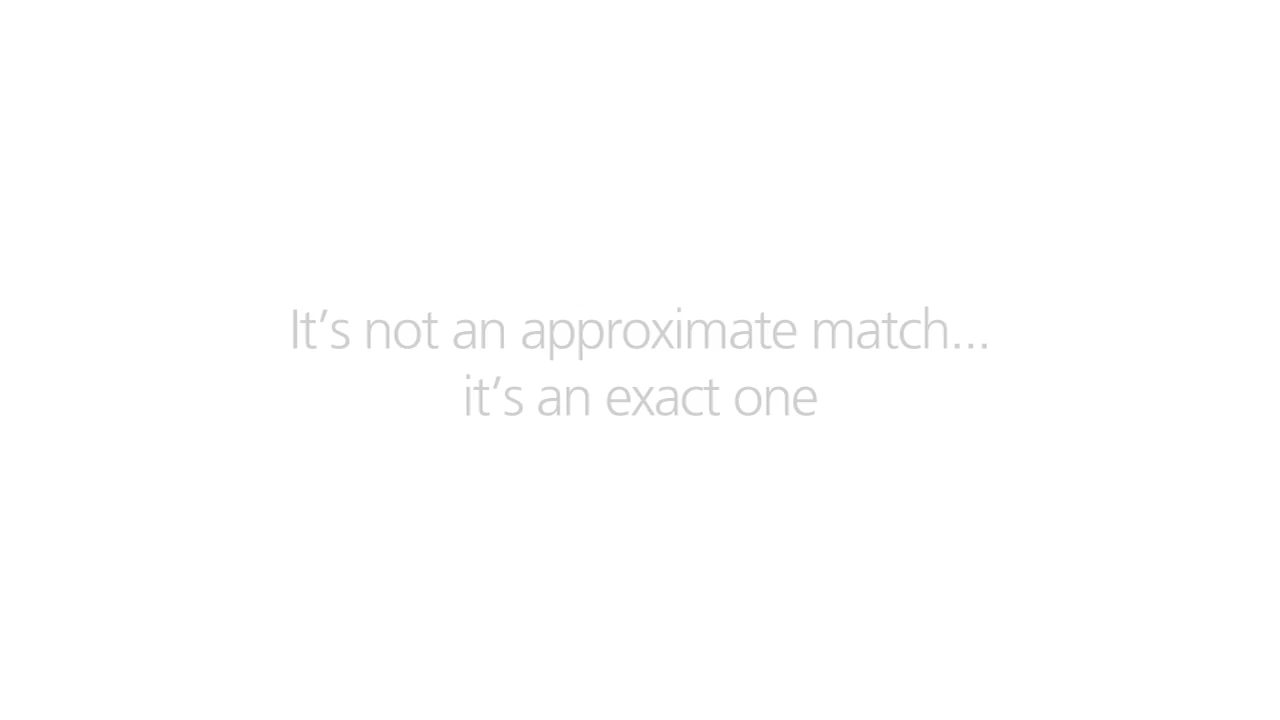 It’s not an approximate match...
it’s an exact one